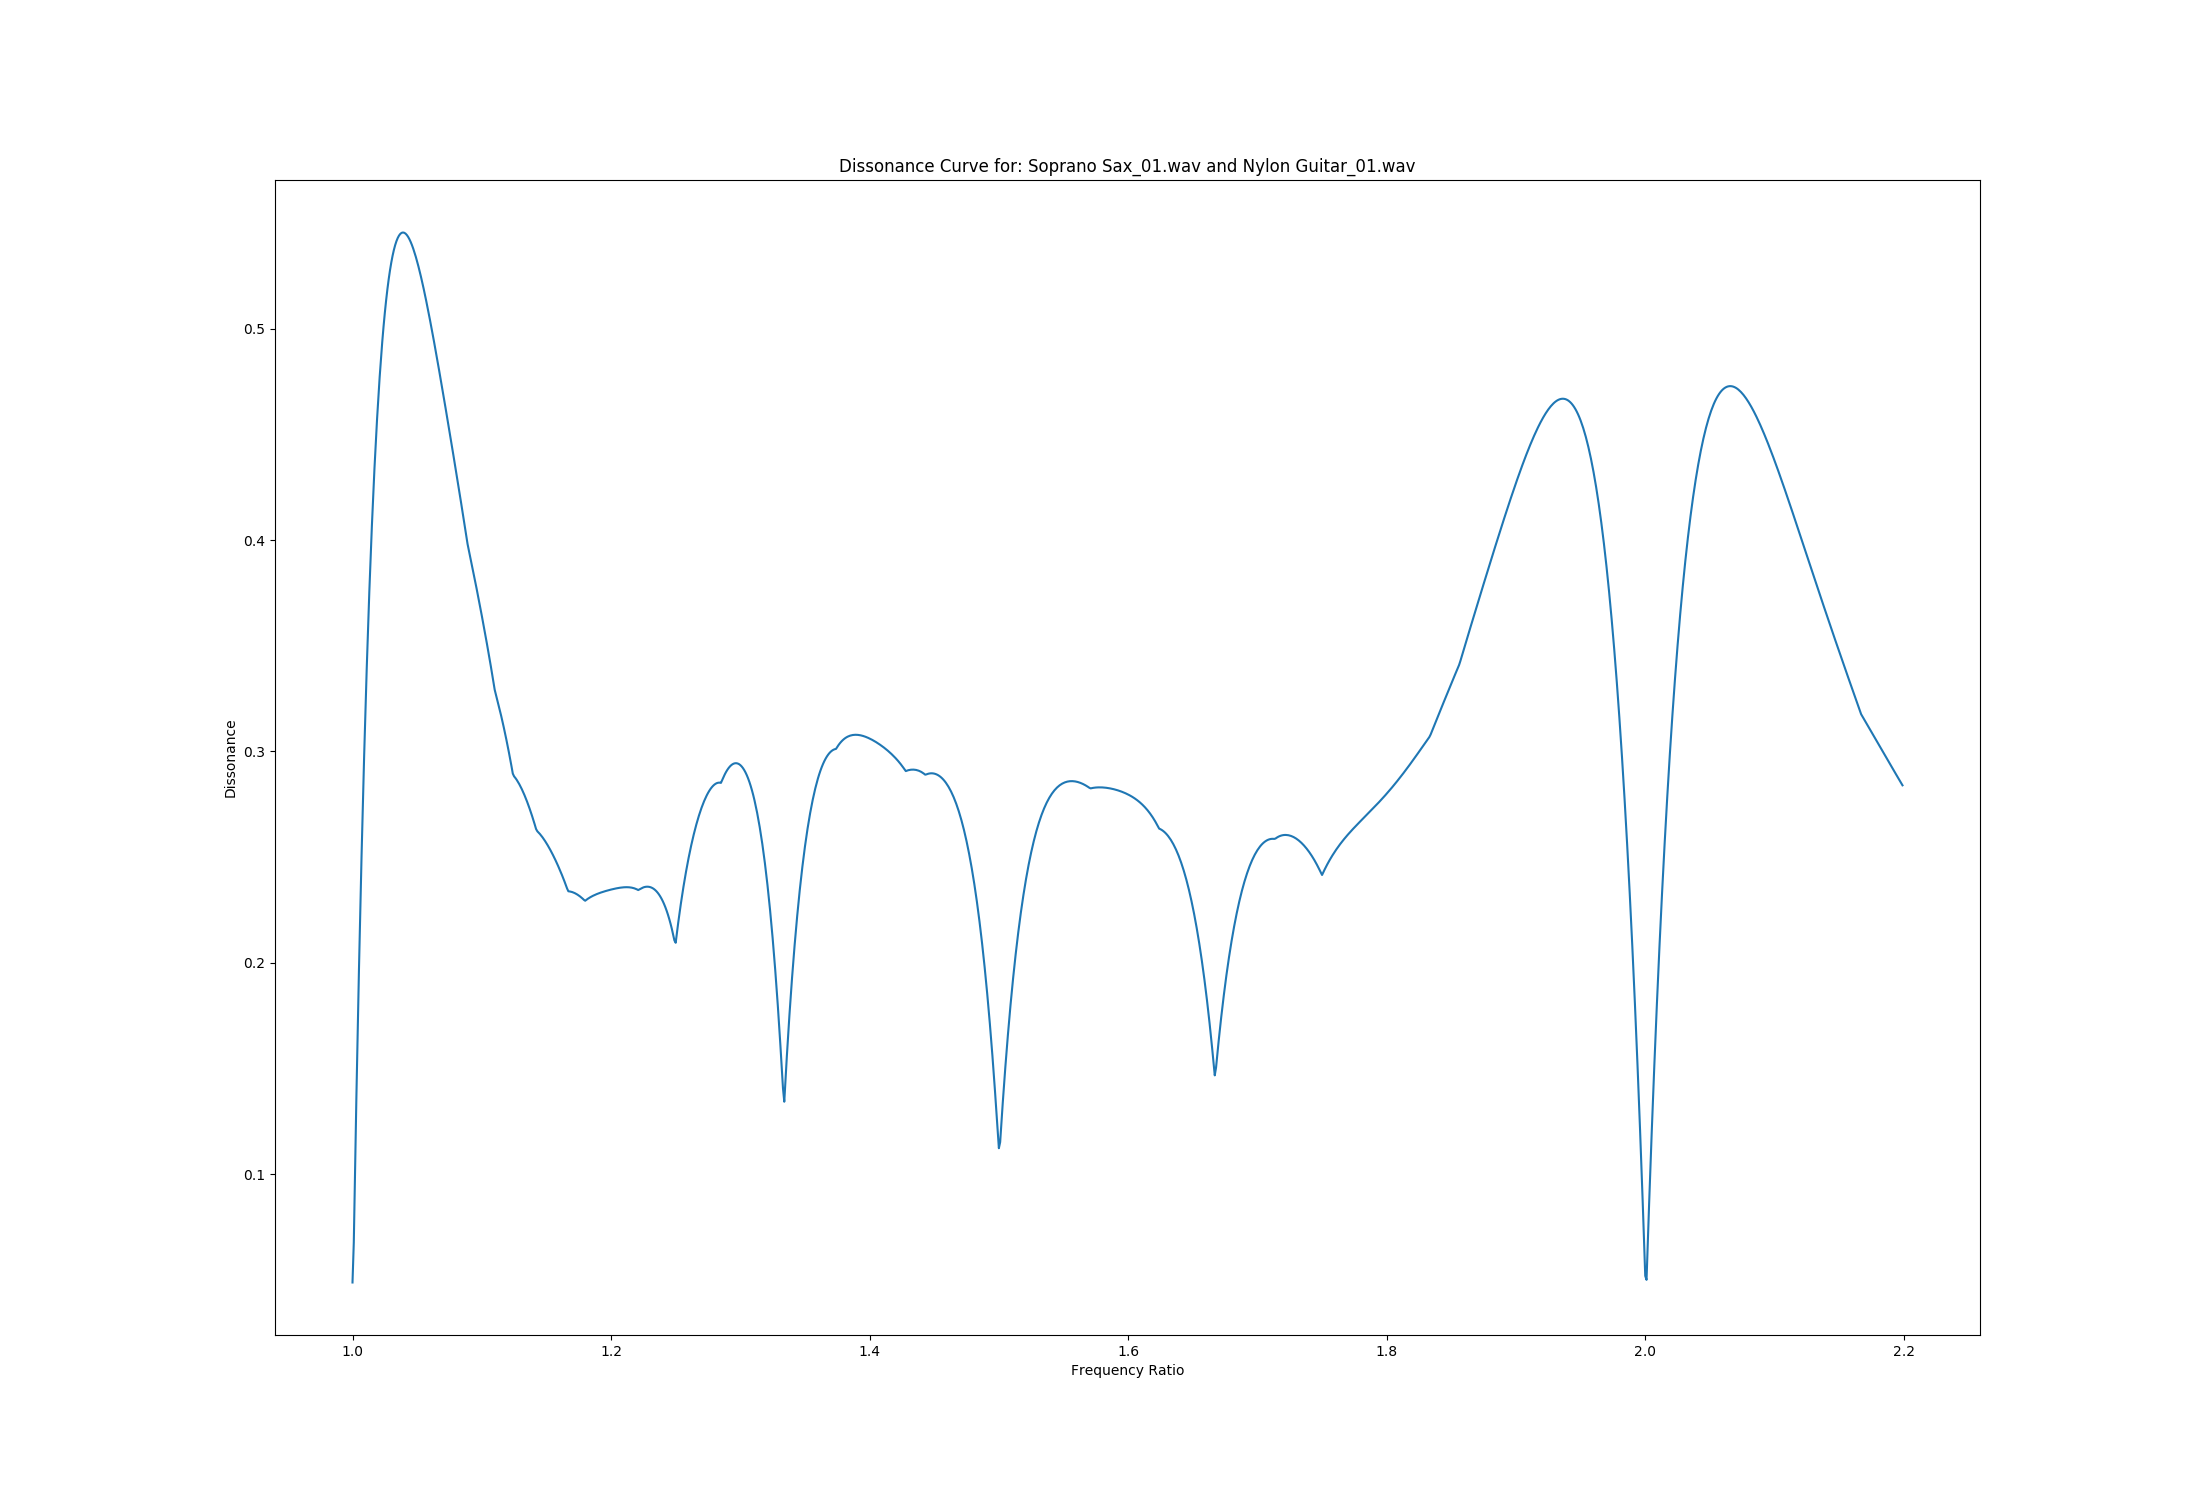 Dissonance Curve for: Soprano Sax_01.wav and Nylon Guitar_01.wav
Dissonance
0.5
0.4
0.3
0.2
0.1
1.0 1.2 1.4 1.6 1.8 2.0 2.2
Frequency Ratio